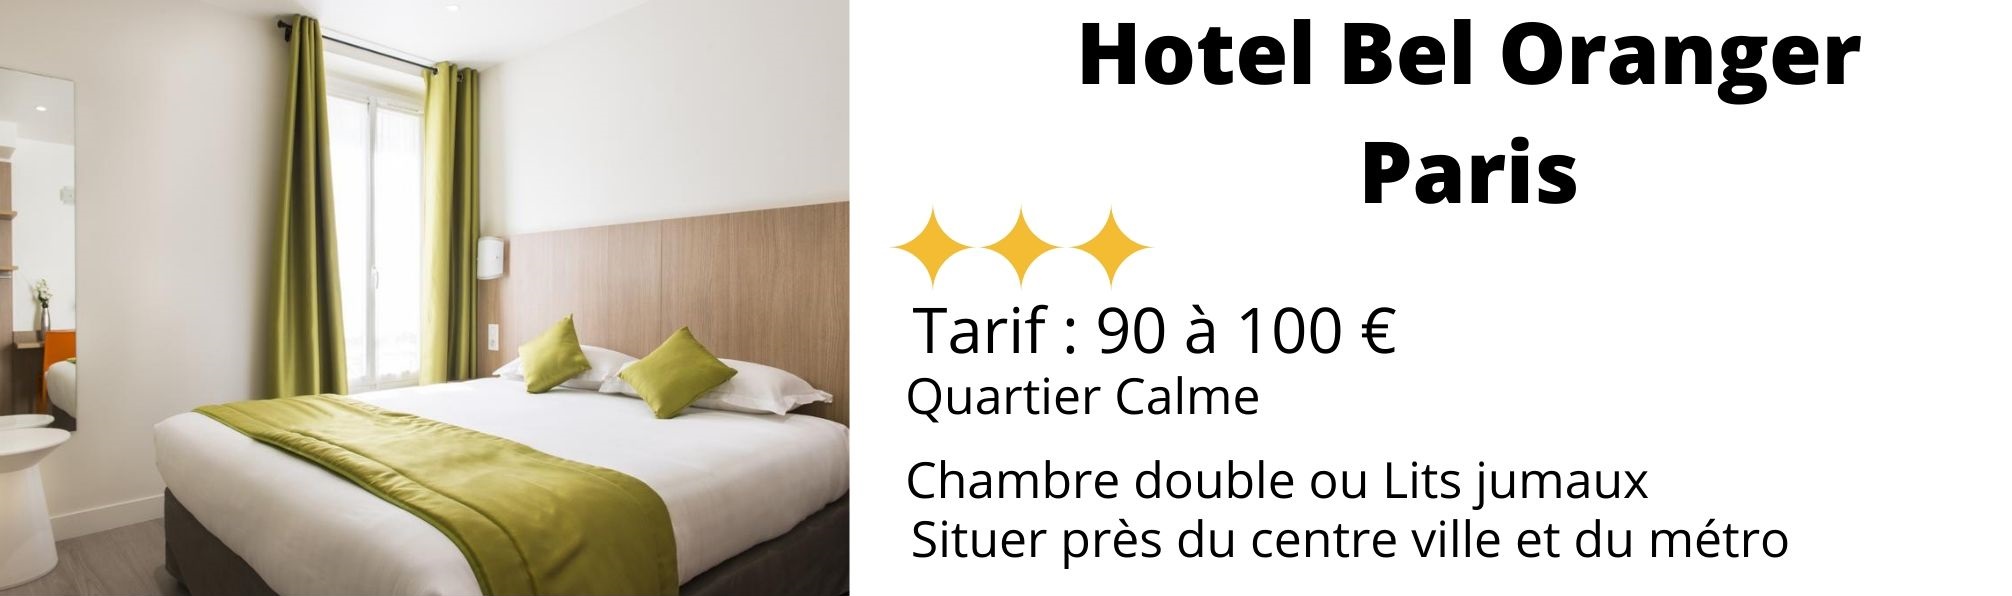 Hotel Bel Oranger
Paris
Tarif : 90 à 100 €
Quartier Calme
Chambre double ou Lits jumaux
Situer près du centre ville et du métro